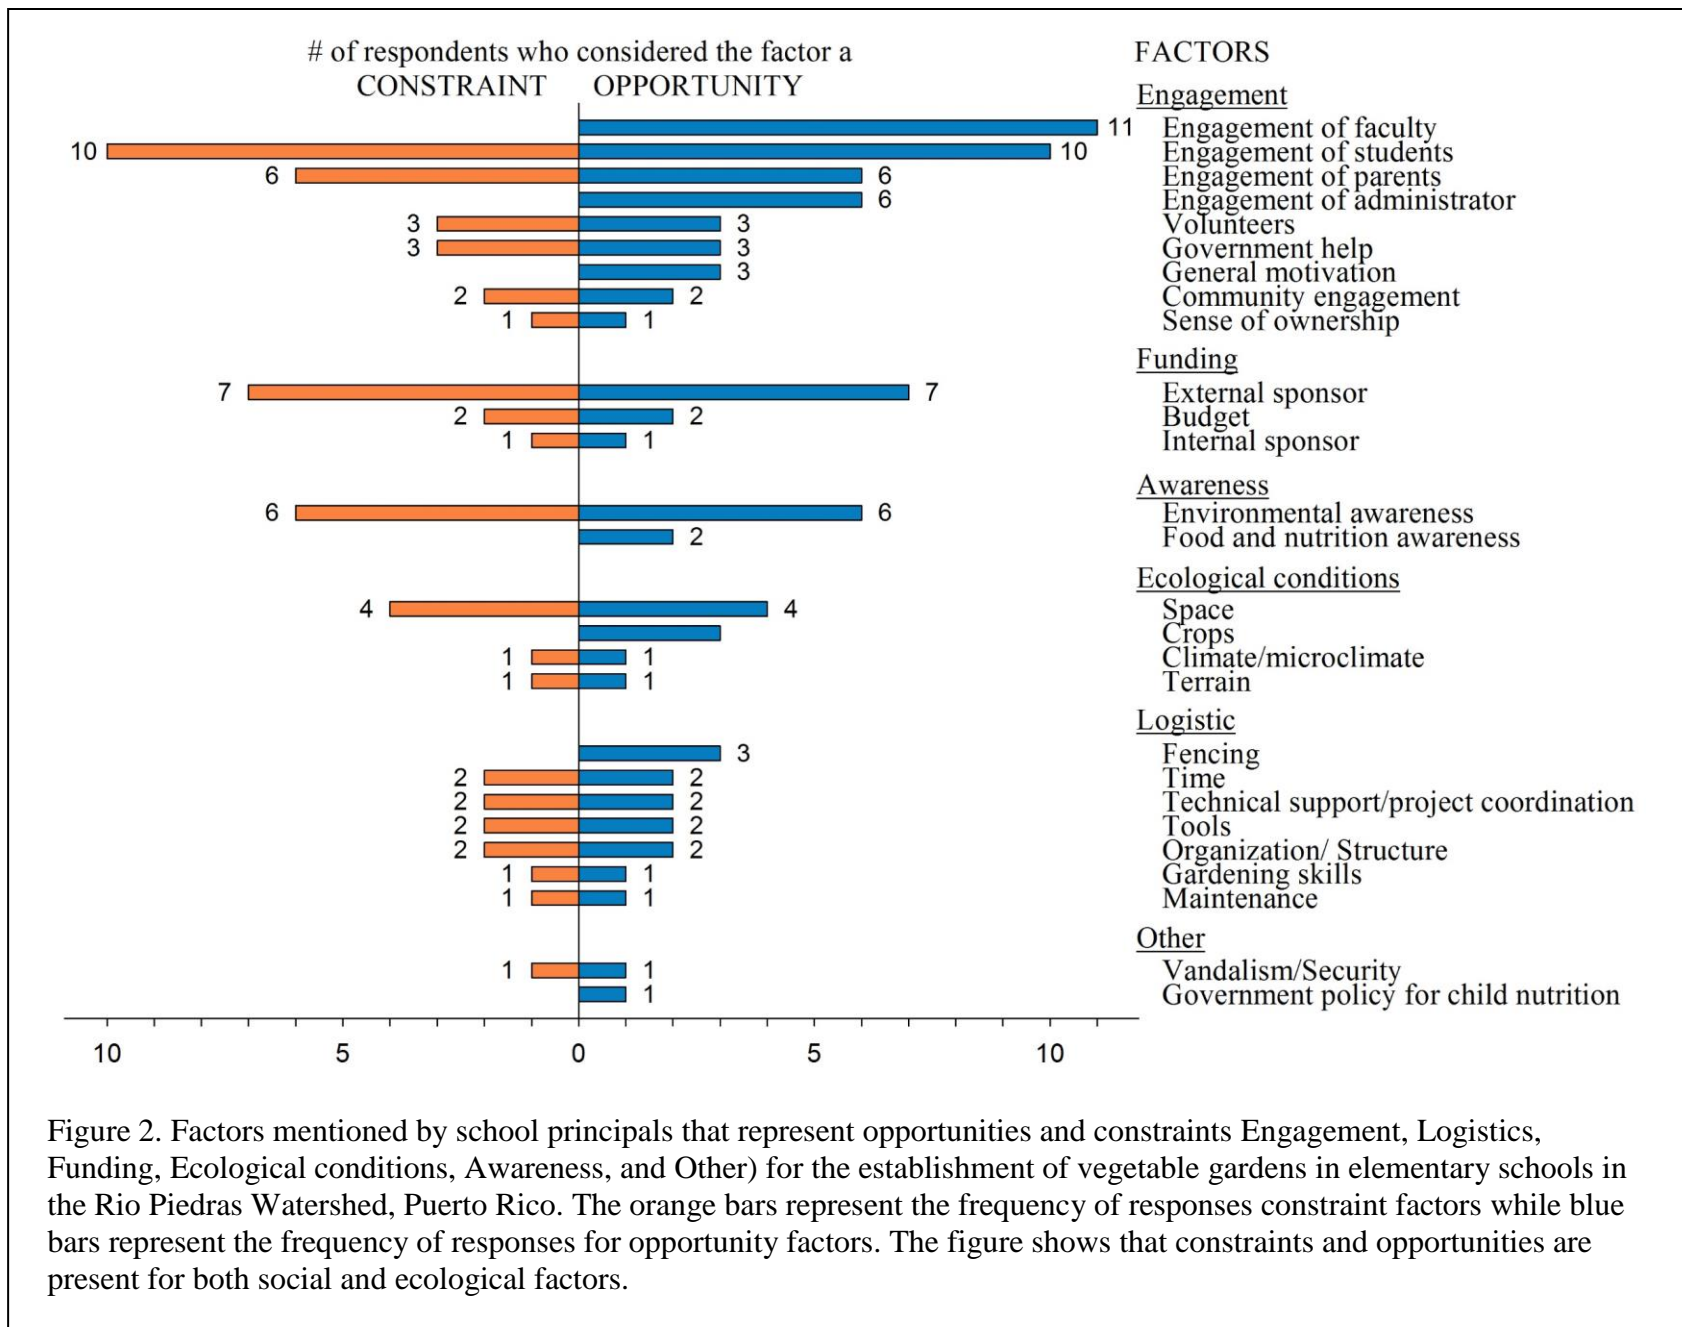 # of respondents who considered the factor a FACTORS
CONSTRAINT OPPORTUNITY
Engagement
11 Engagement of faculty
10 10 Engagement of students
6 6 Engagement of parents
6 Engagement of administrator
3 3 Volunteers
3 3 Government help
3 General motivation
2 2 Community engagement
1 1 Sense of ownership
Funding
7 7 External sponsor
2 2 Budget
1 1 Internal sponsor
Awareness
6 6 Environmental awareness
2 Food and nutrition awareness
Ecological conditions
4 4 Space
Crops
1 1 Climate/microclimate
1 1 Terrain
Logistic
3 Fencing
2 2 Time
2 2 Technical support/project coordination
2 2 Tools
2 2 Organization/ Structure
1 1 Gardening skills
1 1 Maintenance
Other
1 1 Vandalism/Security
1 Government policy for child nutrition
10 5 0 5 10
Figure 2. Factors mentioned by school principals that represent opportunities and constraints Engagement, Logistics,
Funding, Ecological conditions, Awareness, and Other) for the establishment of vegetable gardens in elementary schools in
the Rio Piedras Watershed, Puerto Rico. The orange bars represent the frequency of responses constraint factors while blue
bars represent the frequency of responses for opportunity factors. The figure shows that constraints and opportunities are
present for both social and ecological factors.